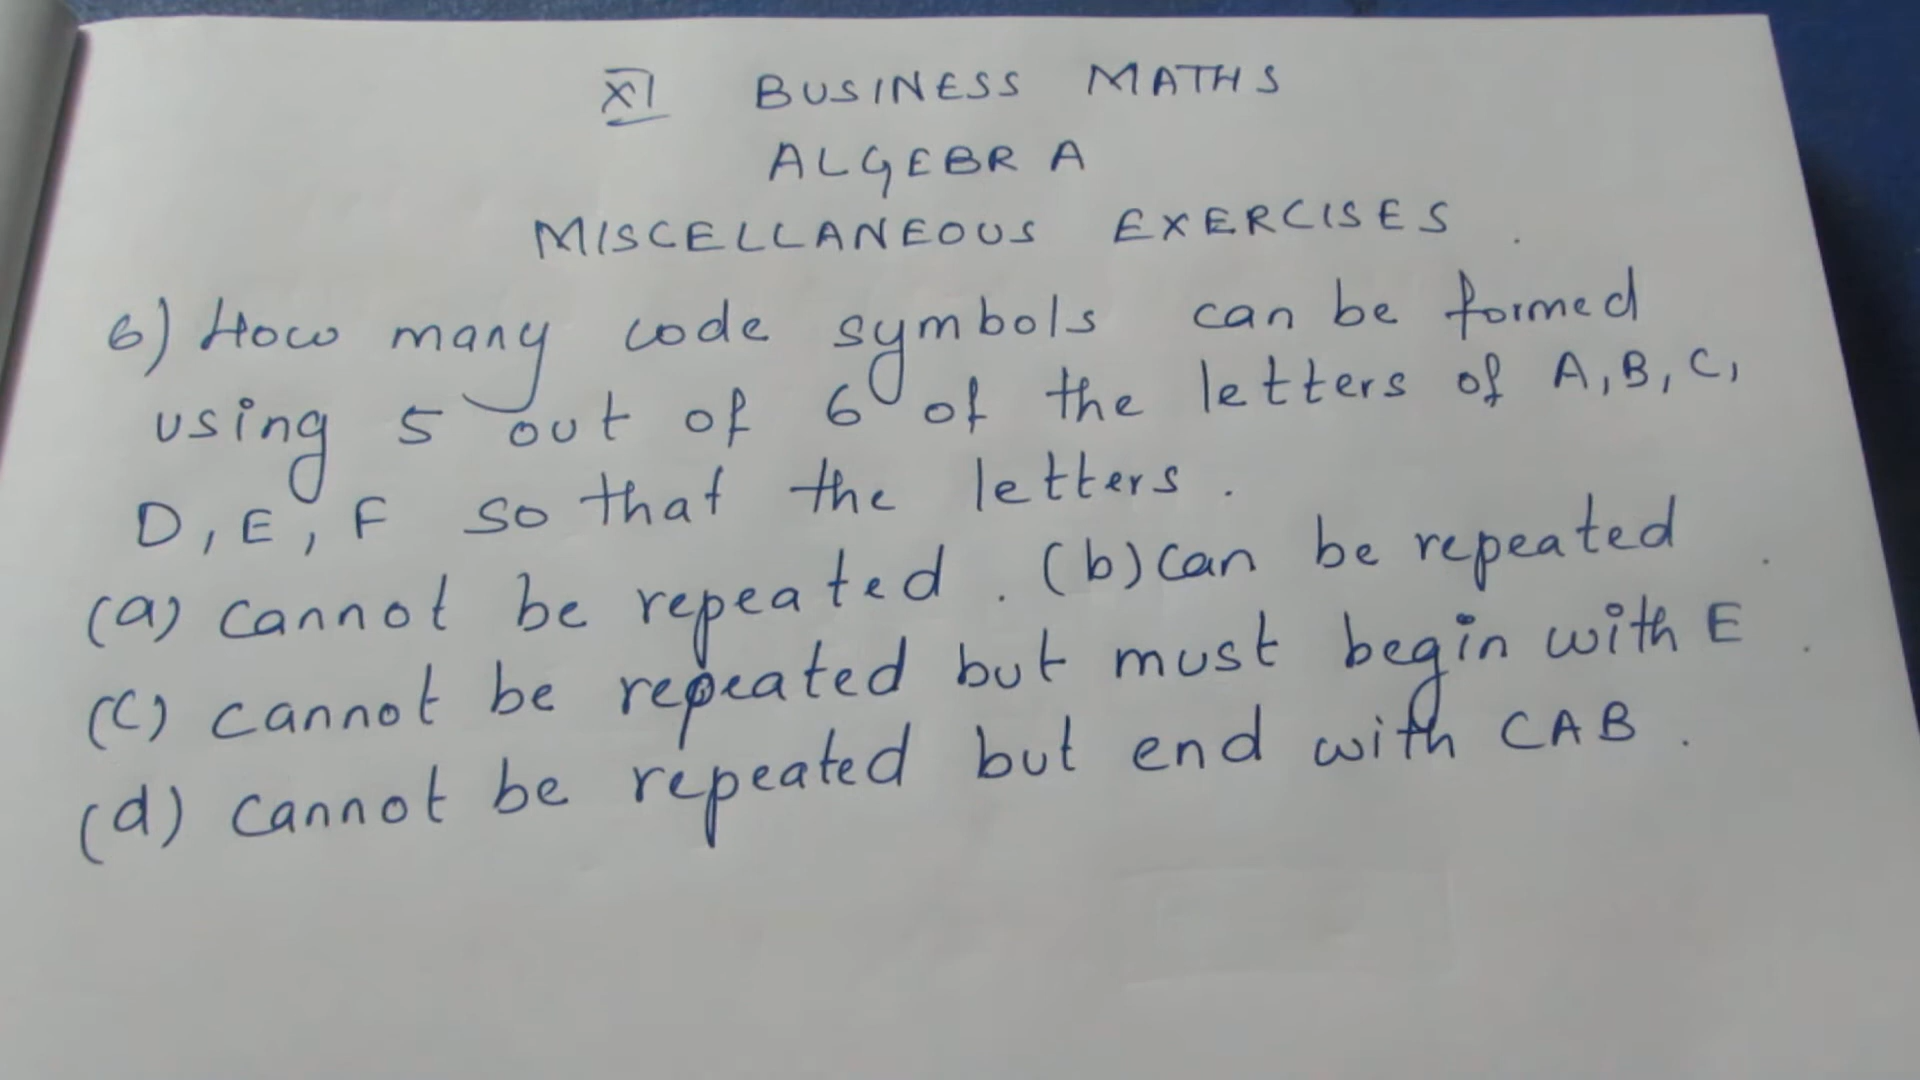 XI BUSINESS MATHS
ALGEBRA
MISCELLANEOUS EXERCISES.
6) How many code symbols can be formed
using 5 out of 6 of the letters of A, B, C,
D, E, F so that the letters.
(a) cannot be repeated. (b) can be repeated
(c) cannot be repeated but must begin with E
(d) cannot be repeated but end with CAB.